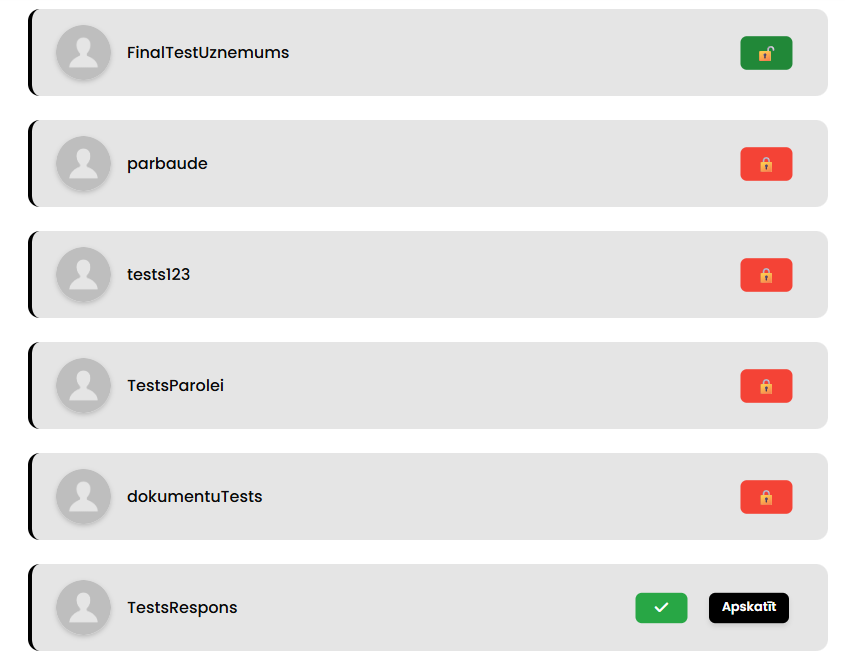 FinalTestUznemums
parbaude
tests123
TestsParolei
dokumentuTests
TestsRespons
Apskatīt